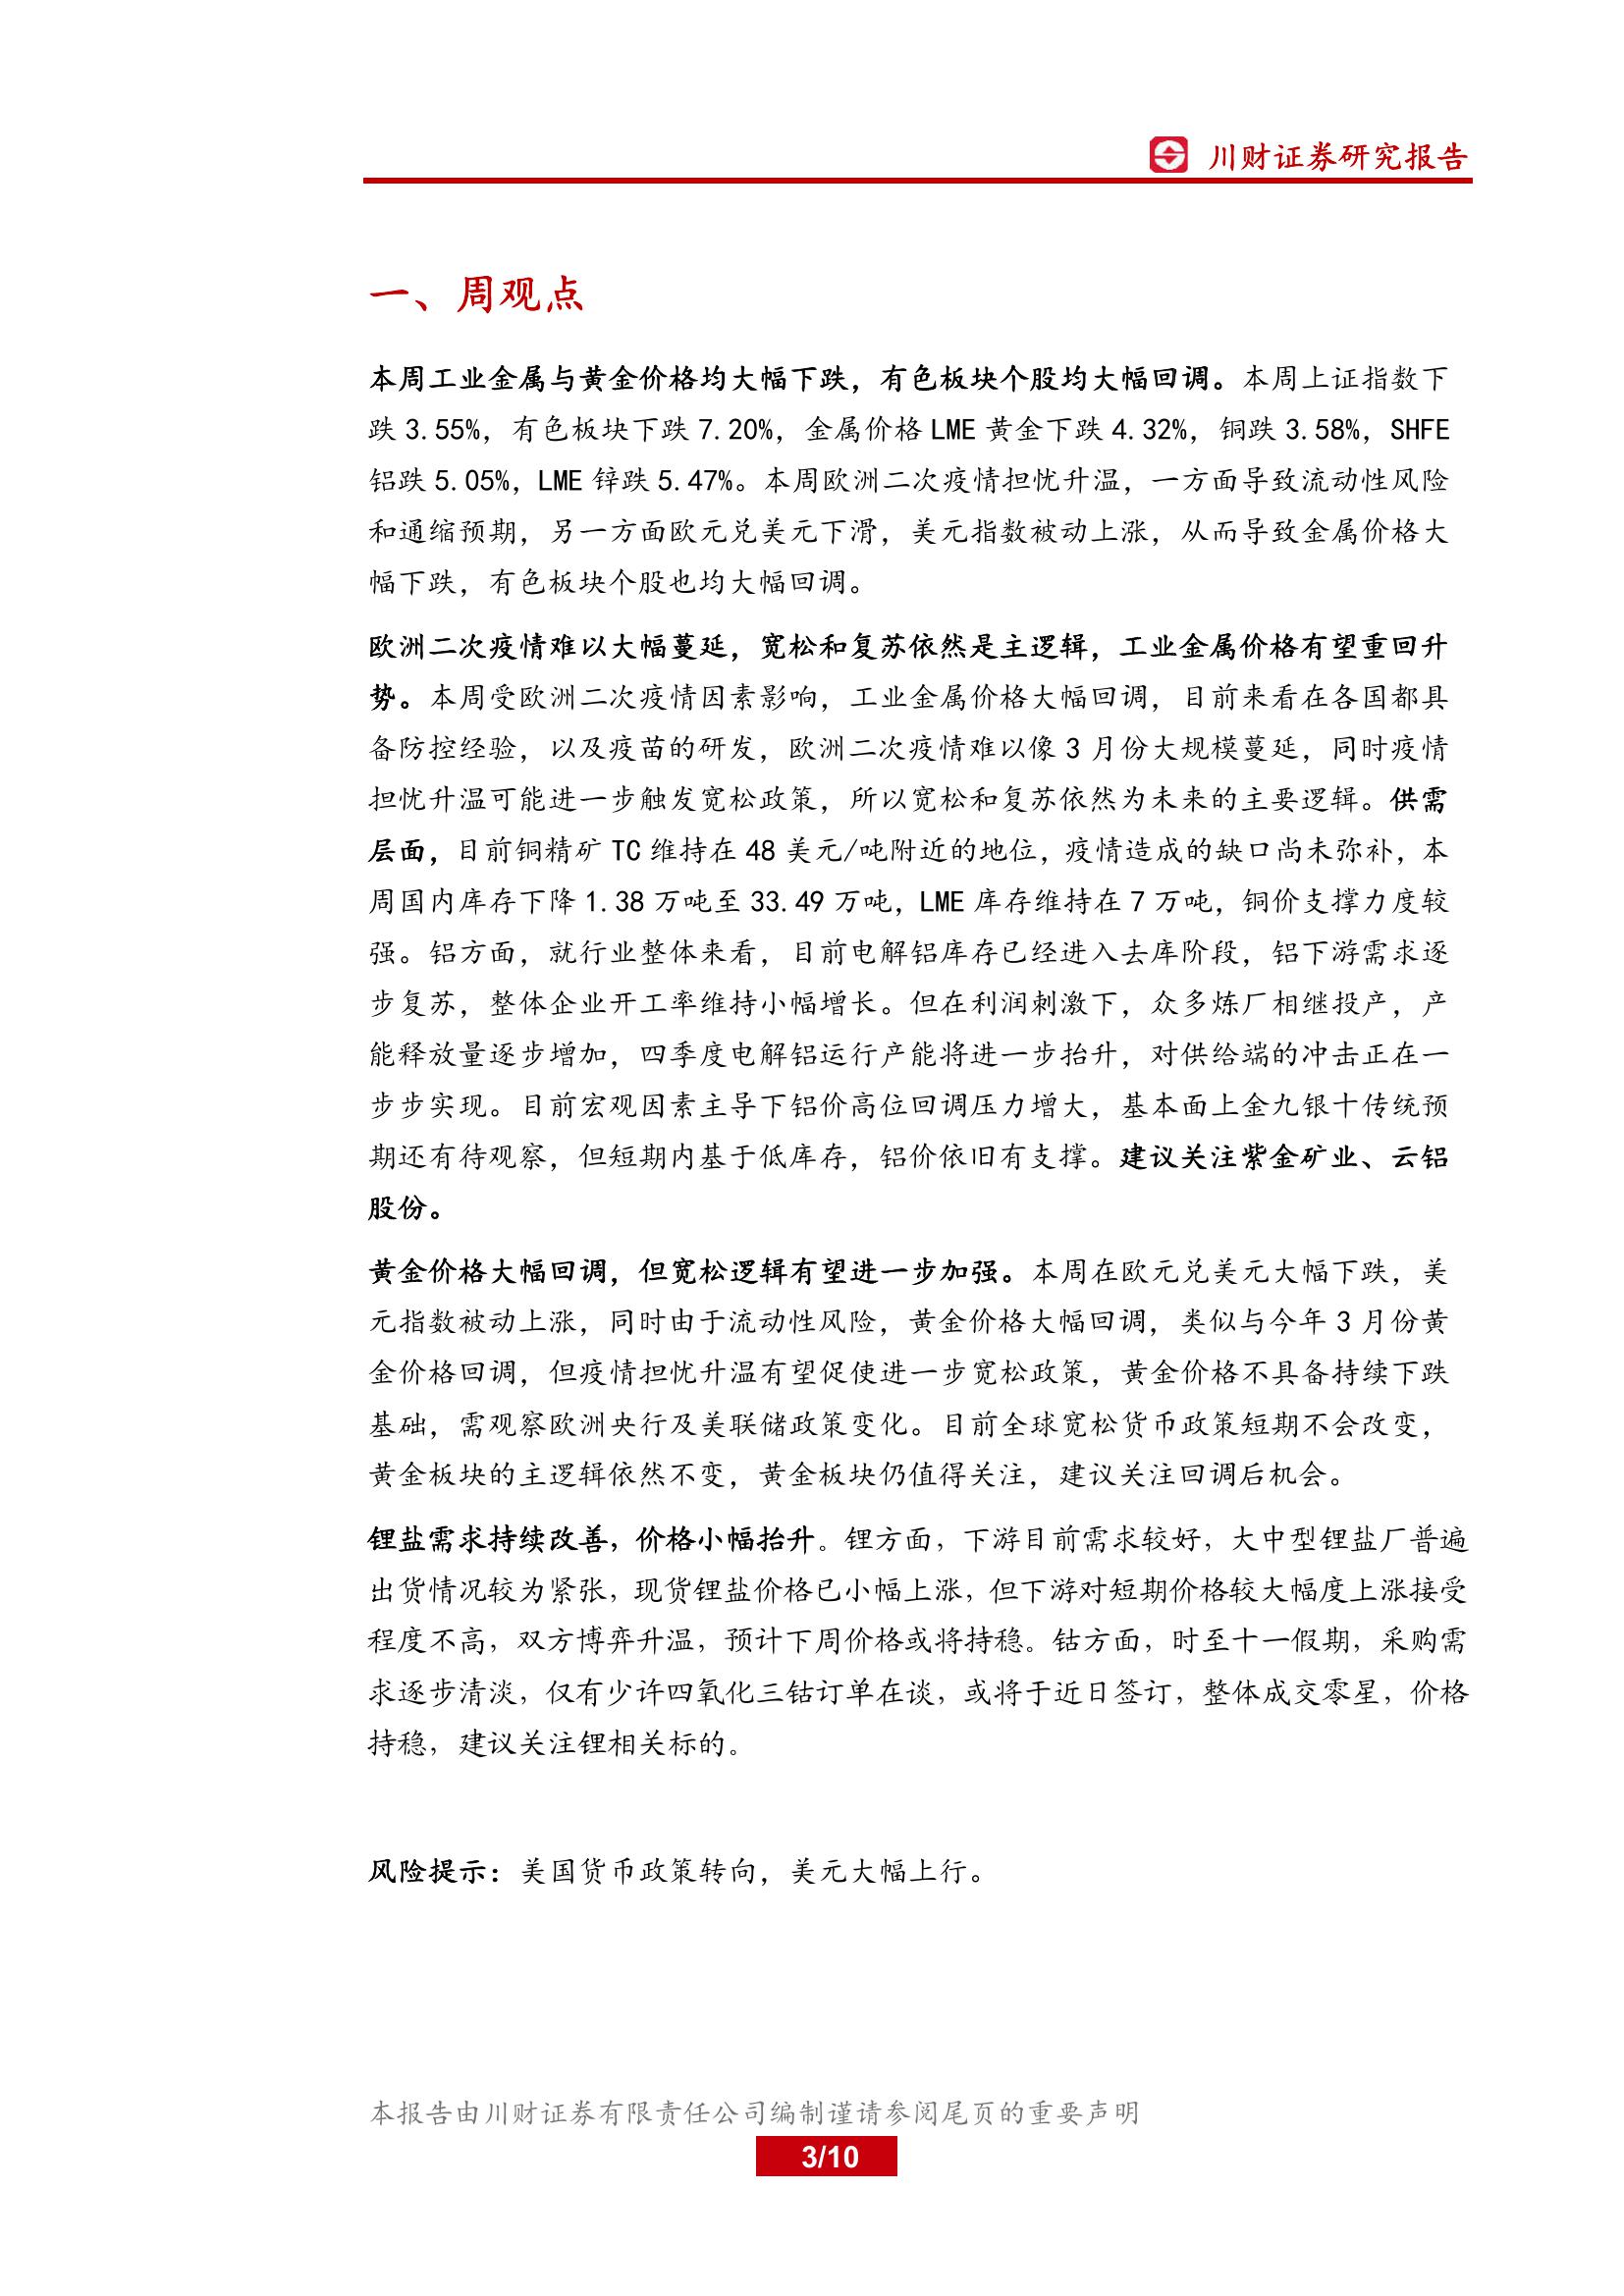 川财证券研究报告
一、周观点
本周工业金属与黄金价格均大幅下跌，有色板块个股均大幅回调。本周上证指数下
跌 3.55%，有色板块下跌 7.20%，金属价格 LME 黄金下跌 4.32%，铜跌 3.58%，SHFE
铝跌 5.05%，LME 锌跌 5.47%。本周欧洲二次疫情担忧升温，一方面导致流动性风险
和通缩预期，另一方面欧元兑美元下滑，美元指数被动上涨，从而导致金属价格大
幅下跌，有色板块个股也均大幅回调。
欧洲二次疫情难以大幅蔓延，宽松和复苏依然是主逻辑，工业金属价格有望重回升
势。本周受欧洲二次疫情因素影响，工业金属价格大幅回调，目前来看在各国都具
备防控经验，以及疫苗的研发，欧洲二次疫情难以像 3 月份大规模蔓延，同时疫情
担忧升温可能进一步触发宽松政策，所以宽松和复苏依然为未来的主要逻辑。供需
层面，目前铜精矿 TC 维持在 48 美元/吨附近的地位，疫情造成的缺口尚未弥补，本
周国内库存下降 1.38 万吨至 33.49 万吨，LME 库存维持在 7 万吨，铜价支撑力度较
强。铝方面，就行业整体来看，目前电解铝库存已经进入去库阶段，铝下游需求逐
步复苏，整体企业开工率维持小幅增长。但在利润刺激下，众多炼厂相继投产，产
能释放量逐步增加，四季度电解铝运行产能将进一步抬升，对供给端的冲击正在一
步步实现。目前宏观因素主导下铝价高位回调压力增大，基本面上金九银十传统预
期还有待观察，但短期内基于低库存，铝价依旧有支撑。建议关注紫金矿业、云铝
股份。
黄金价格大幅回调，但宽松逻辑有望进一步加强。本周在欧元兑美元大幅下跌，美
元指数被动上涨，同时由于流动性风险，黄金价格大幅回调，类似与今年 3 月份黄
金价格回调，但疫情担忧升温有望促使进一步宽松政策，黄金价格不具备持续下跌
基础，需观察欧洲央行及美联储政策变化。目前全球宽松货币政策短期不会改变，
黄金板块的主逻辑依然不变，黄金板块仍值得关注，建议关注回调后机会。
锂盐需求持续改善，价格小幅抬升。锂方面，下游目前需求较好，大中型锂盐厂普遍
出货情况较为紧张，现货锂盐价格已小幅上涨，但下游对短期价格较大幅度上涨接受
程度不高，双方博弈升温，预计下周价格或将持稳。钴方面，时至十一假期，采购需
求逐步清淡，仅有少许四氧化三钴订单在谈，或将于近日签订，整体成交零星，价格
持稳，建议关注锂相关标的。
风险提示：美国货币政策转向，美元大幅上行。
本报告由川财证券有限责任公司编制谨请参阅尾页的重要声明
3/10